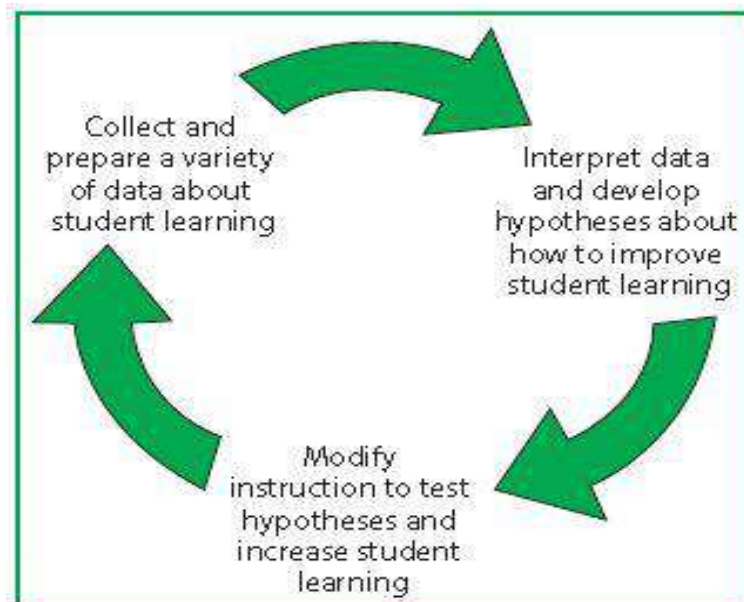 Collect and
prepare a variety
of data about
student learning
Interpret data
and develop
hypotheses about
how to improve
student learning
Modify
instruction to test
hypotheses and
increase student
learning